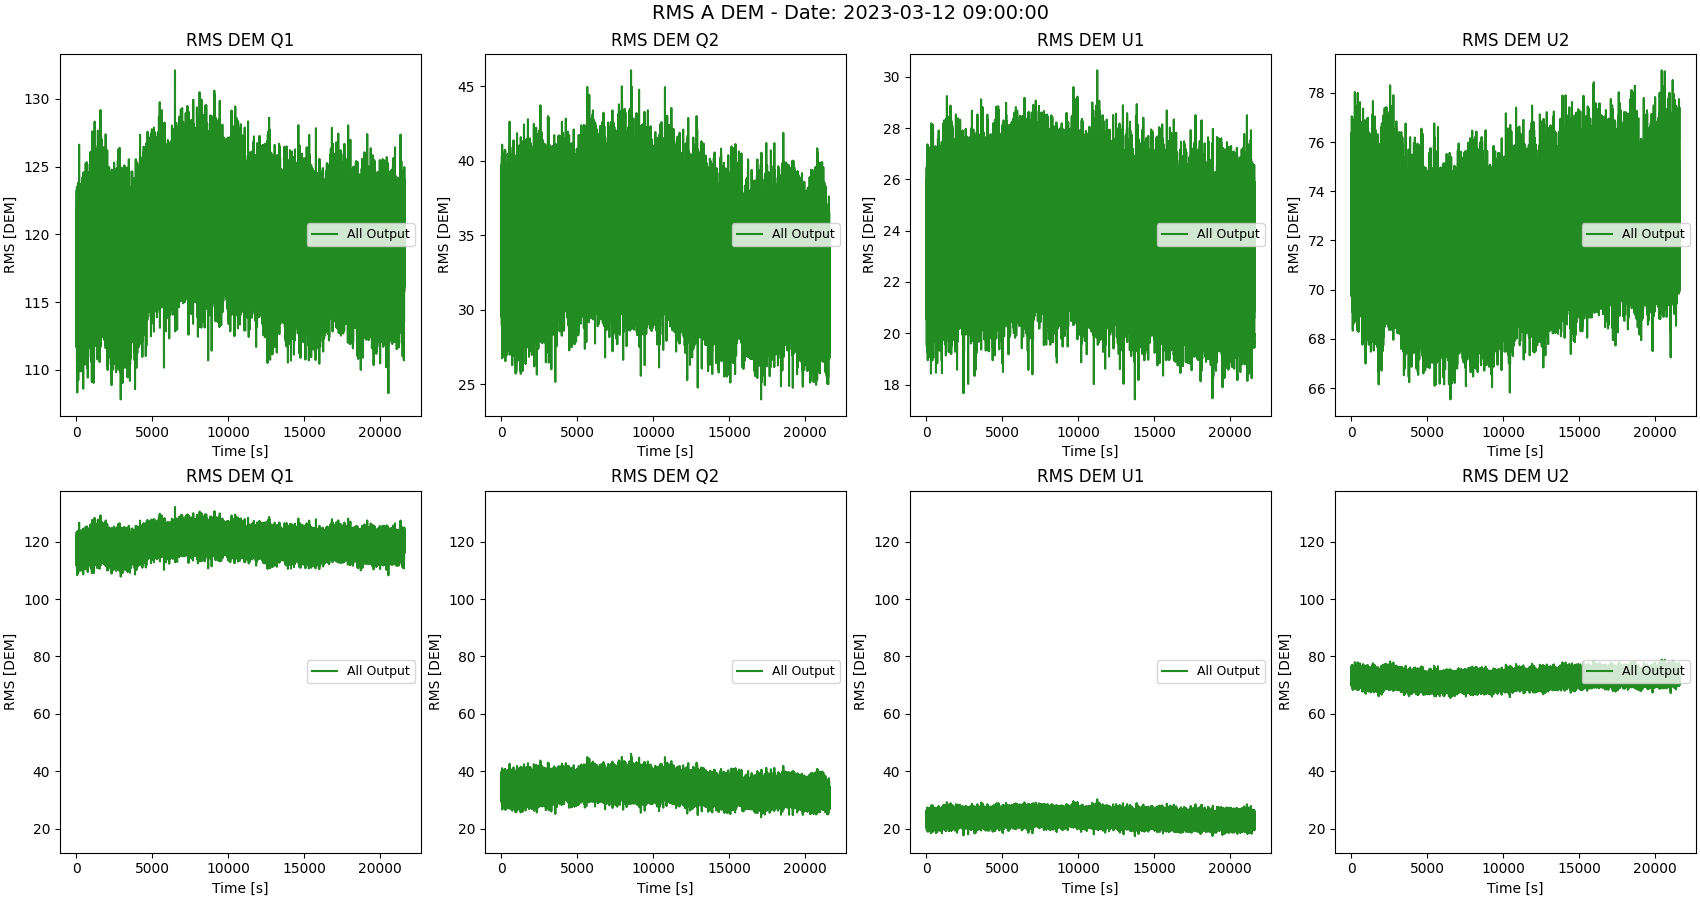 RMS A DEM - Date: 2023-03-12 09:00:00
RMS DEM Q1
RMS [DEM]
130
125
120
115
110
All Output
0 5000 10000 15000 20000
Time [s]
RMS DEM Q2
RMS [DEM]
45
40
35
30
25
All Output
0 5000 10000 15000 20000
Time [s]
RMS DEM U1
RMS [DEM]
30
28
26
24
22
20
18
All Output
0 5000 10000 15000 20000
Time [s]
RMS DEM U2
RMS [DEM]
78
76
74
72
70
68
66
All Output
0 5000 10000 15000 20000
Time [s]
RMS DEM Q1
RMS [DEM]
120
100
80
60
40
20
All Output
0 5000 10000 15000 20000
Time [s]
RMS DEM Q2
RMS [DEM]
120
100
80
60
40
20
All Output
0 5000 10000 15000 20000
Time [s]
RMS DEM U1
RMS [DEM]
120
100
80
60
40
20
All Output
0 5000 10000 15000 20000
Time [s]
RMS DEM U2
RMS [DEM]
120
100
80
60
40
20
All Output
0 5000 10000 15000 20000
Time [s]